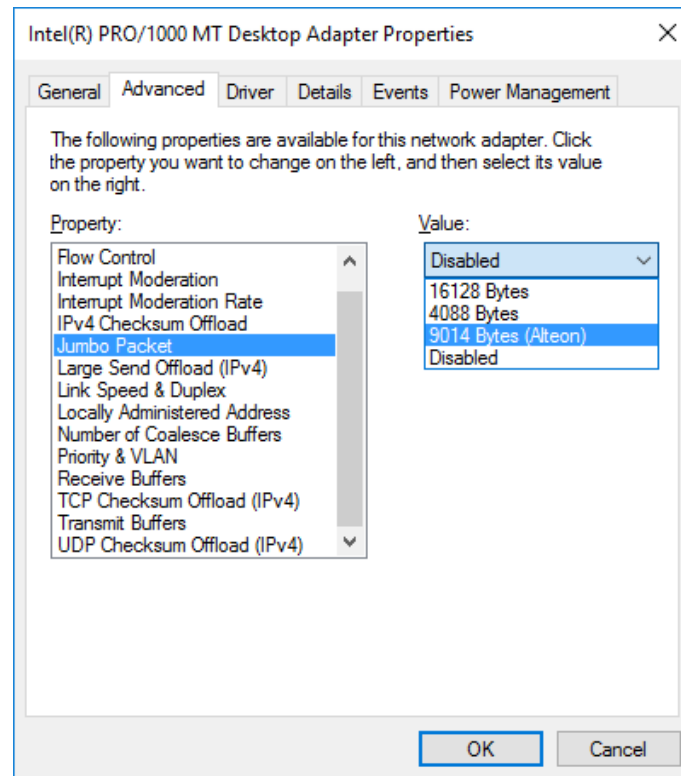 Intel(R) PRO/1000 MT Desktop Adapter Properties
General Advanced Driver Details Events Power Management
The following properties are available for this network adapter. Click
the property you want to change on the left, and then select its value
on the right.
Property:
Flow Control
Interrupt Moderation
Interrupt Moderation Rate
IPv4 Checksum Offload
Jumbo Packet
Large Send Offload (IPv4)
Link Speed & Duplex
Locally Administered Address
Number of Coalesce Buffers
Priority & VLAN
Receive Buffers
TCP Checksum Offload (IPv4)
Transmit Buffers
UDP Checksum Offload (IPv4)
Value:
Disabled
16128 Bytes
4088 Bytes
9014 Bytes (Alteon)
Disabled
OK Cancel